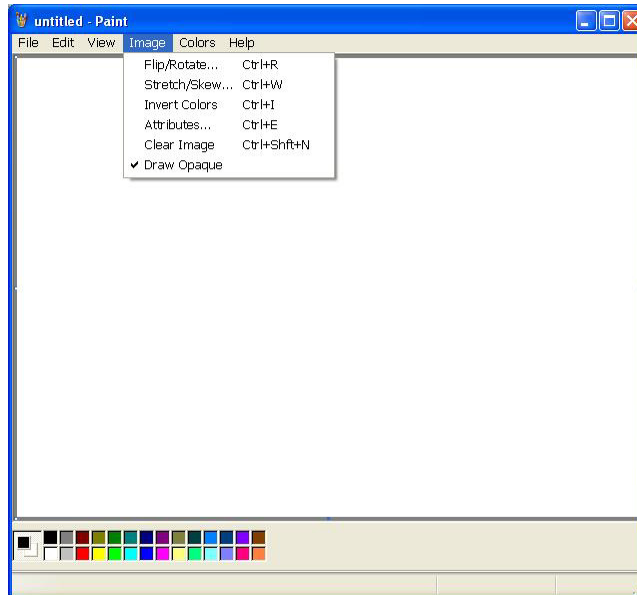 untitled - Paint
File Edit View Image Colors Help
Flip/Rotate... Ctrl+R
Stretch/Skew... Ctrl+W
Invert Colors Ctrl+I
Attributes... Ctrl+E
Clear Image Ctrl+Shft+N
Draw Opaque